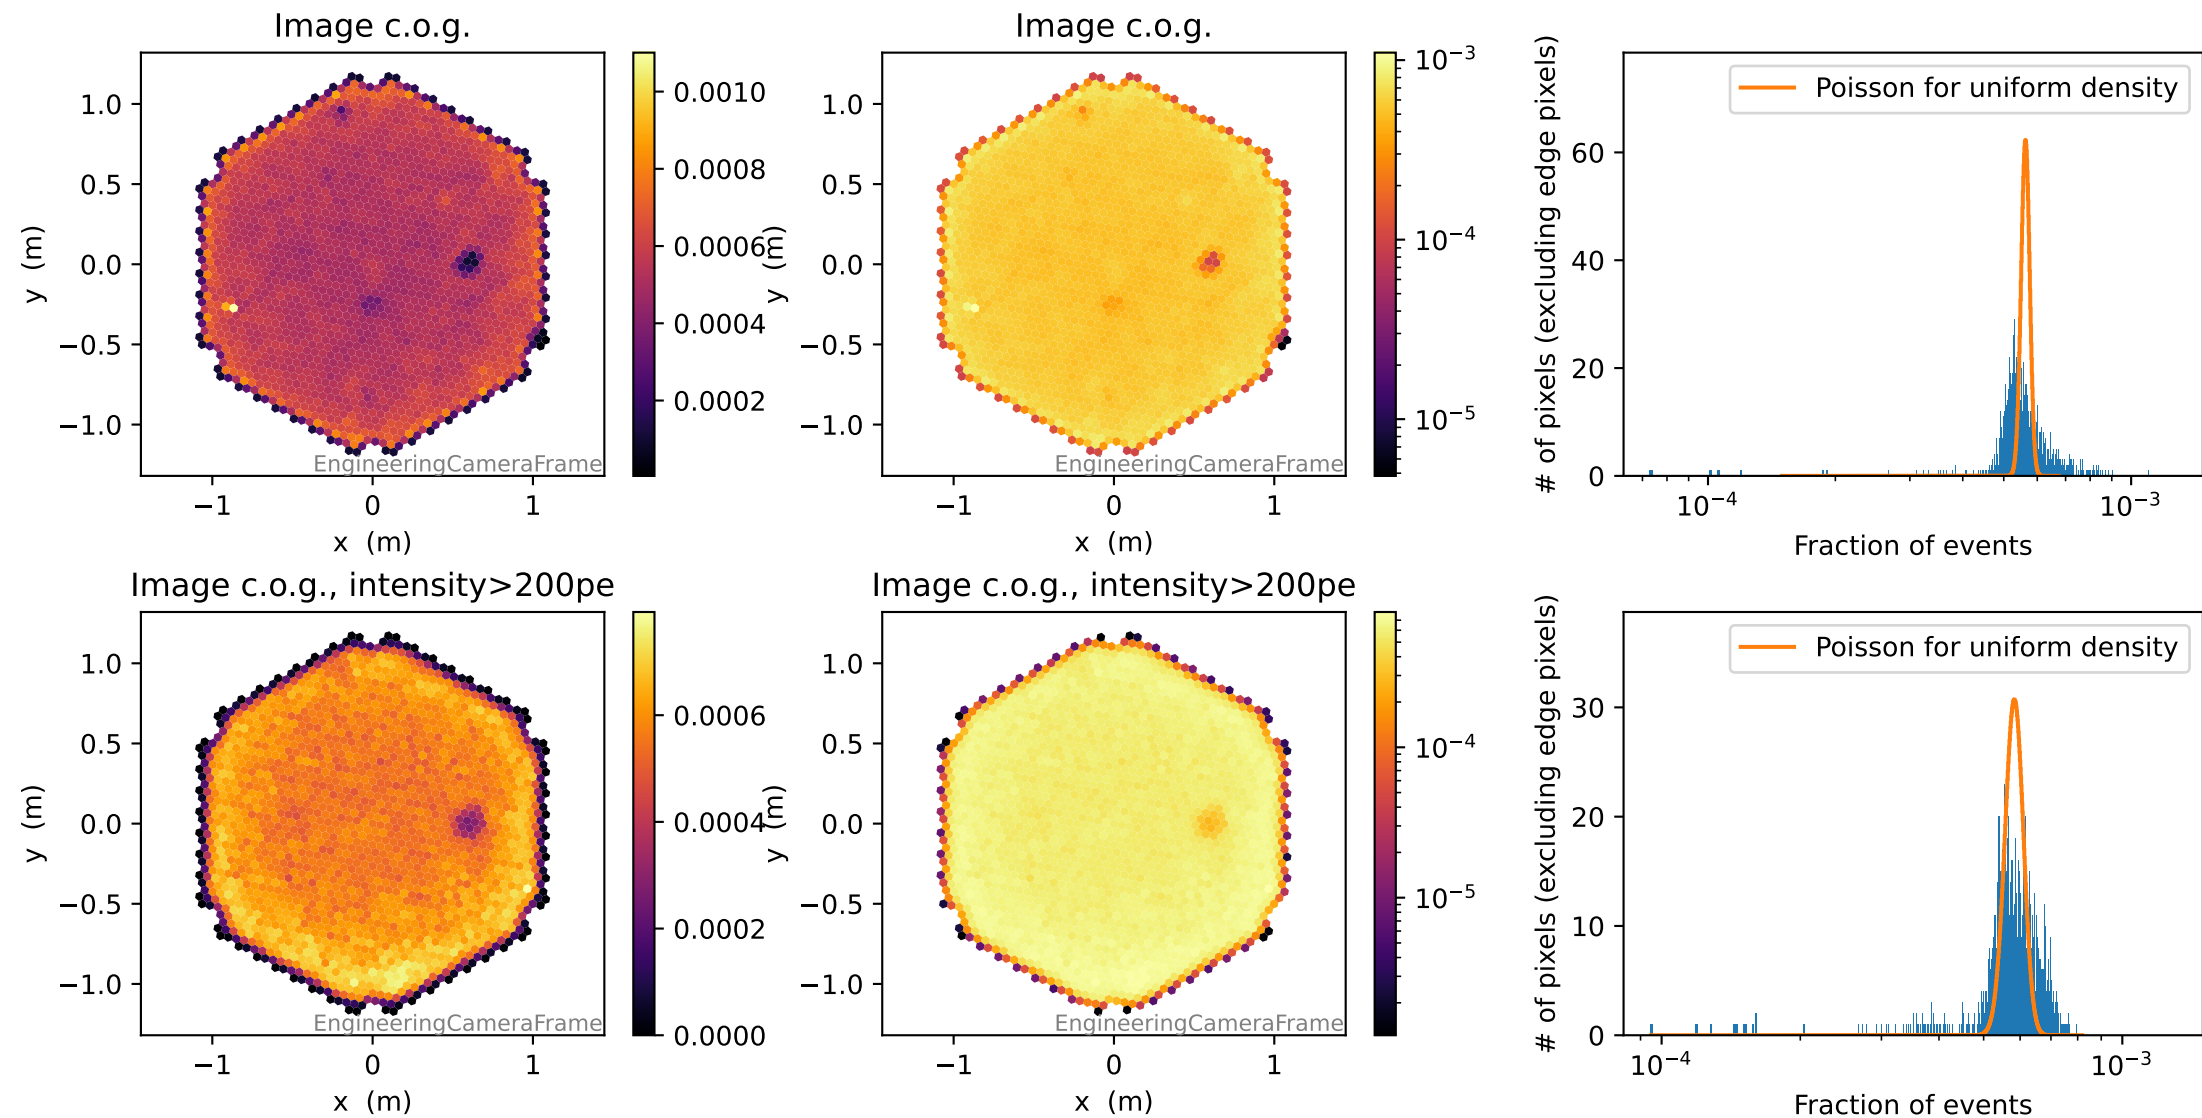 Image c.o.g.
1.0
0.5
0.0
−0.5
−1.0
y (m)
−1
0
1
x (m)
EngineeringCameraFrame
0.0010
0.0008
0.0006
0.0004
0.0002
Image c.o.g.
1.0
0.5
0.0
−0.5
−1.0
y (m)
−1
0
1
x (m)
EngineeringCameraFrame
10⁻³
10⁻⁴
10⁻⁵
# of pixels (excluding edge pixels)
60
40
20
0
Poisson for uniform density
10⁻⁴
10⁻³
Fraction of events
Image c.o.g., intensity>200pe
1.0
0.5
0.0
−0.5
−1.0
y (m)
−1
0
1
x (m)
EngineeringCameraFrame
0.0006
0.0004
0.0002
0.0000
Image c.o.g., intensity>200pe
1.0
0.5
0.0
−0.5
−1.0
y (m)
−1
0
1
x (m)
EngineeringCameraFrame
10⁻⁴
10⁻⁵
# of pixels (excluding edge pixels)
30
20
10
0
Poisson for uniform density
10⁻⁴
10⁻³
Fraction of events